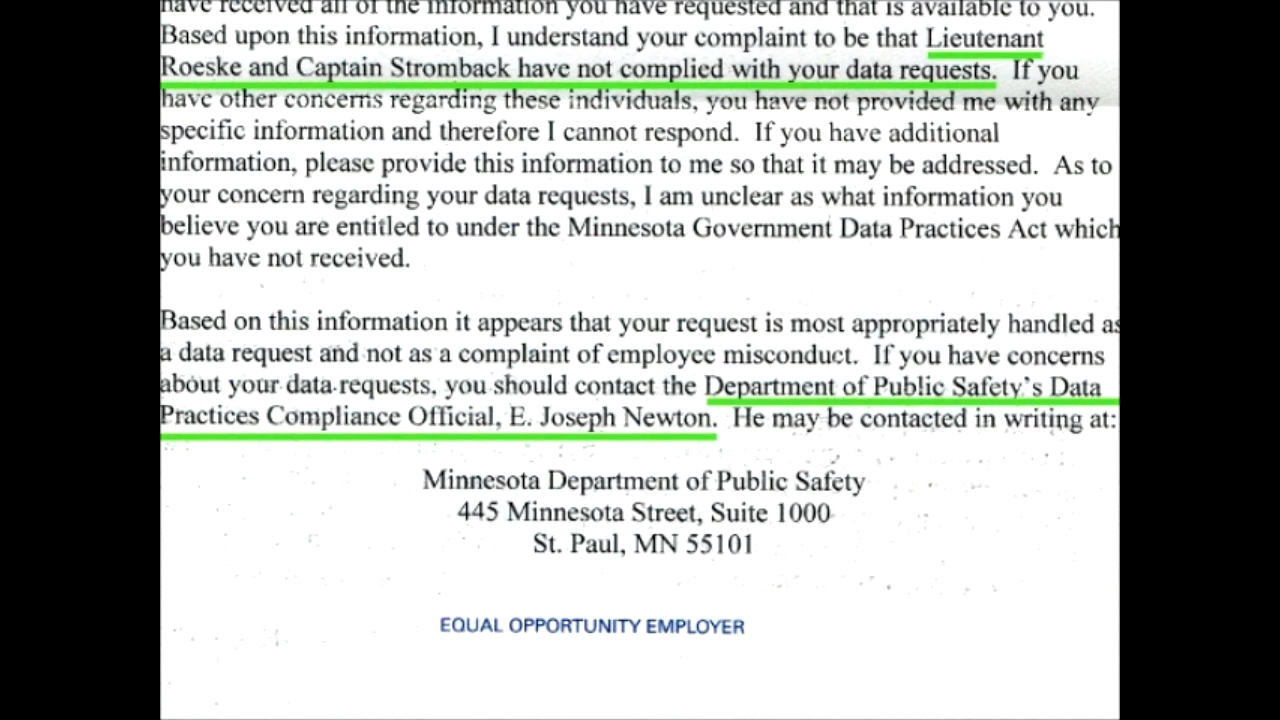 have received all of the information you have requested and that is available to you.
Based upon this information, I understand your complaint to be that Lieutenant
Roeske and Captain Stromback have not complied with your data requests. If you
have other concerns regarding these individuals, you have not provided me with any
specific information and therefore I cannot respond. If you have additional
information, please provide this information to me so that it may be addressed. As to
your concern regarding your data requests, I am unclear as what information you
believe you are entitled to under the Minnesota Government Data Practices Act which
you have not received.
Based on this information it appears that your request is most appropriately handled as
a data request and not as a complaint of employee misconduct. If you have concerns
about your data requests, you should contact the Department of Public Safety's Data
Practices Compliance Official, E. Joseph Newton. He may be contacted in writing at:
Minnesota Department of Public Safety
445 Minnesota Street, Suite 1000
St. Paul, MN 55101
EQUAL OPPORTUNITY EMPLOYER